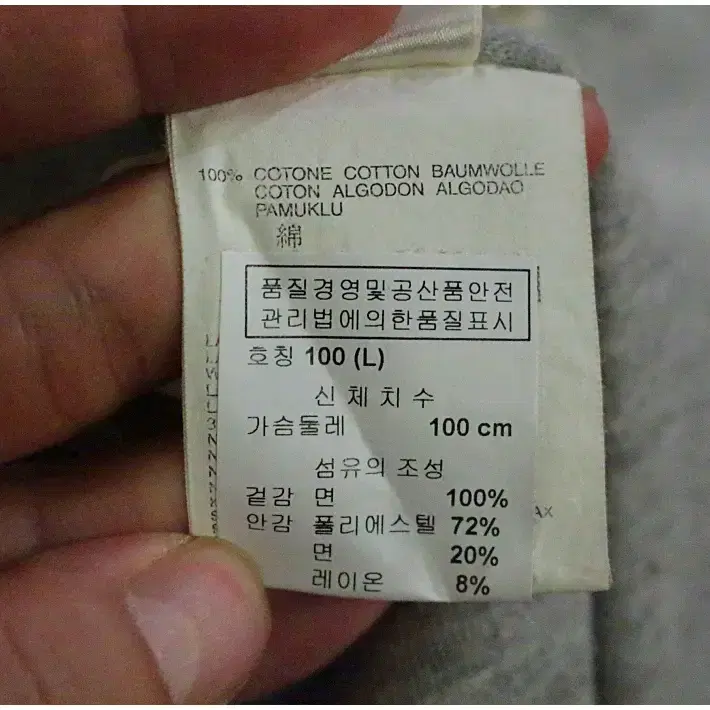 100% COTONE COTTON BAUMWOLLE
COTON ALGODON ALGODAO
PAMUKLU
綿
품질경영및공산품안전
관리법에의한품질표시
호칭 100 (L)
신체치수
가슴둘레 100 cm
섬유의 조성
겉감 면 100%
안감 폴리에스텔 72%
면 20%
레이온 8%